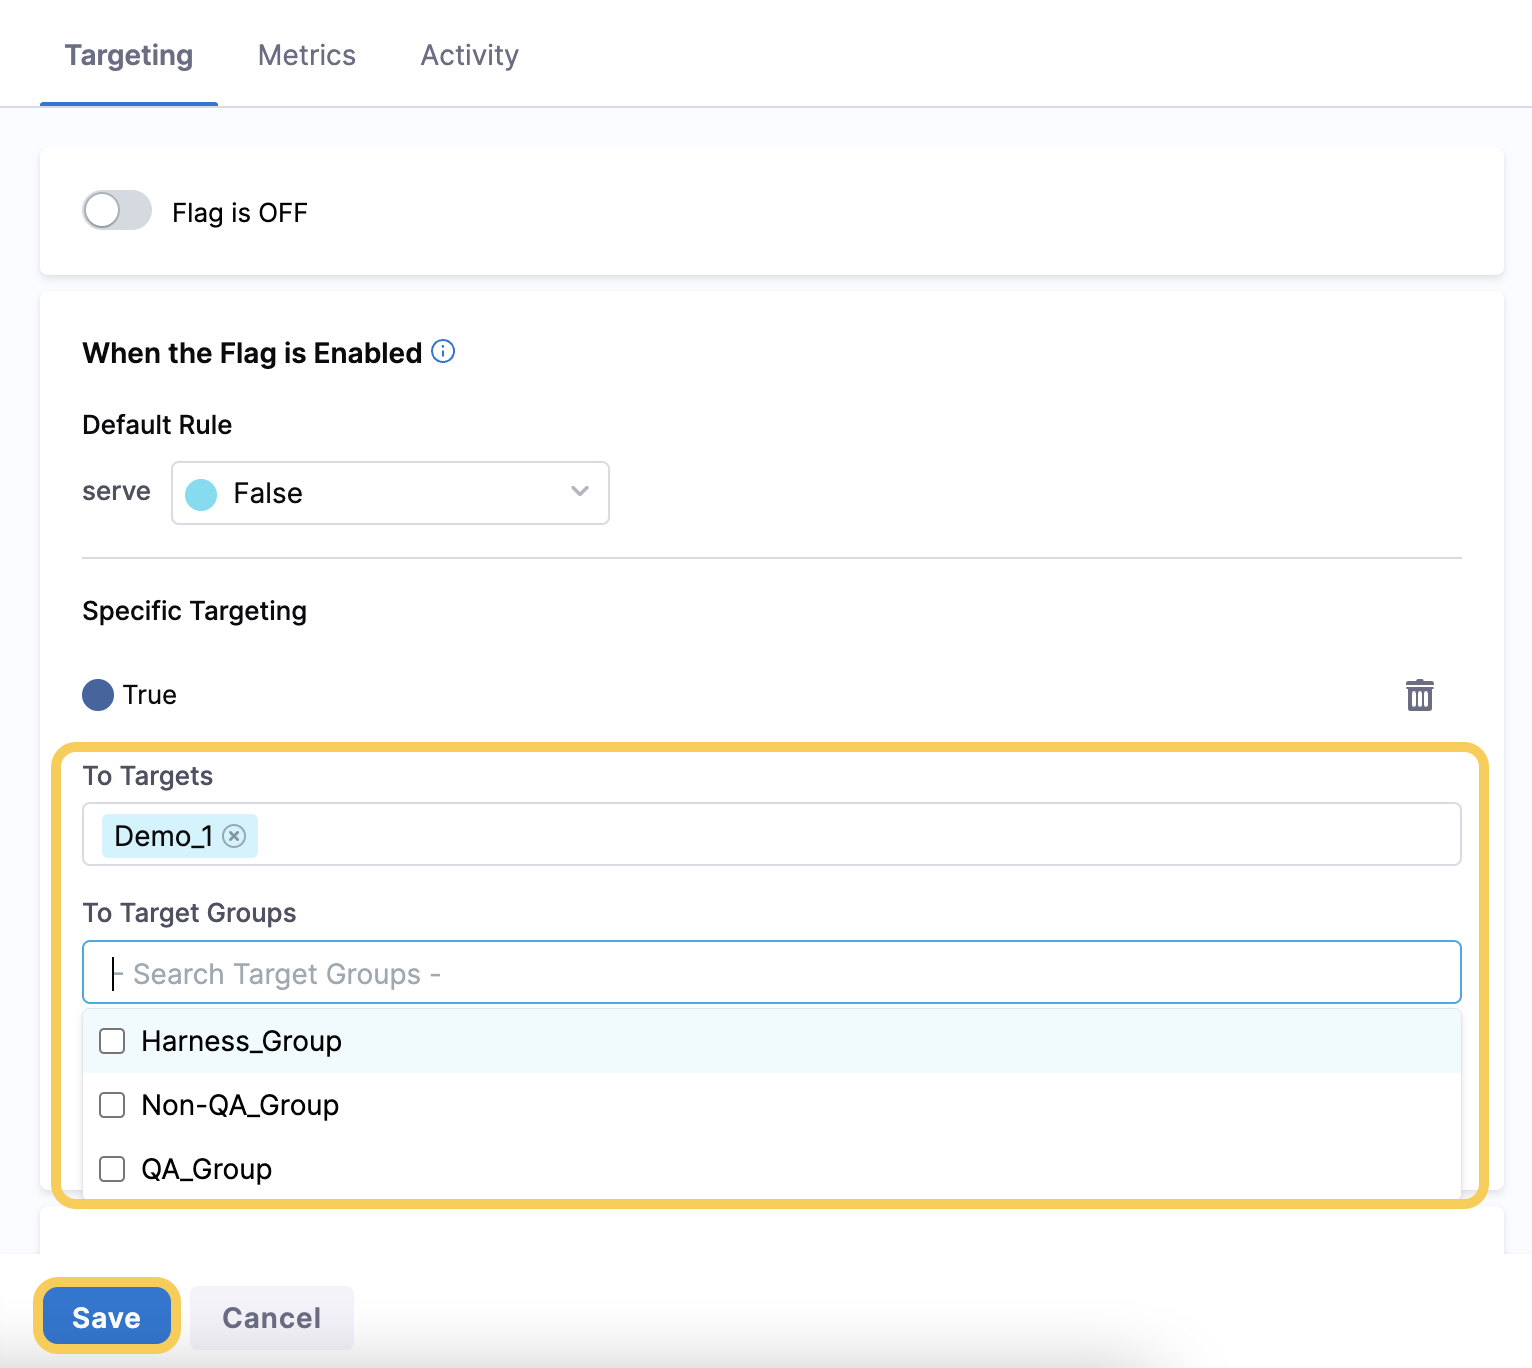 Targeting Metrics Activity
Flag is OFF
When the Flag is Enabled
Default Rule
serve False
Specific Targeting
True
To Targets
Demo_1
To Target Groups
- Search Target Groups -
Harness_Group
Non-QA_Group
QA_Group
Save Cancel